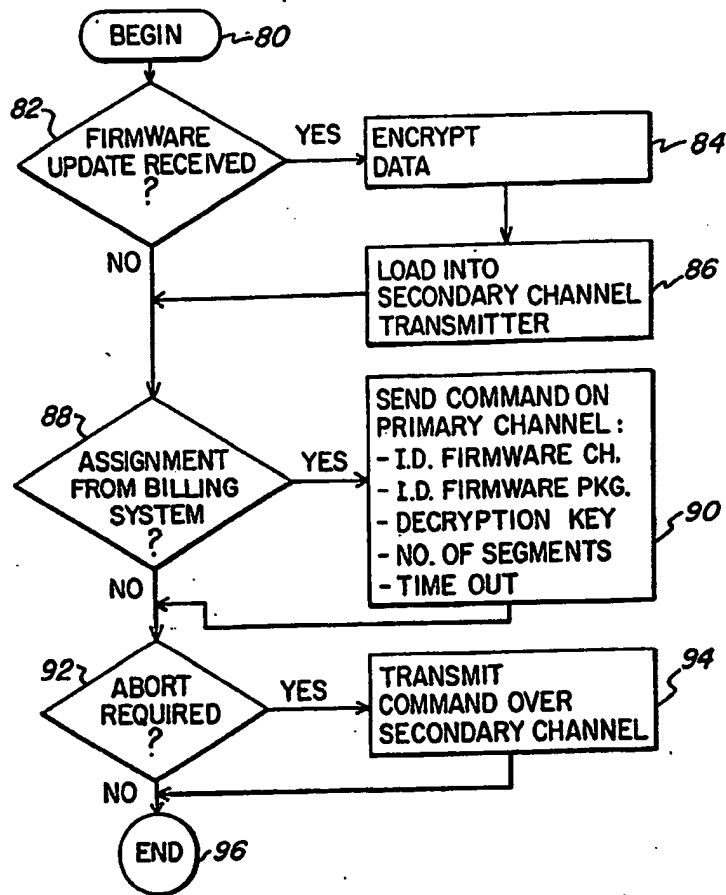 BEGIN
80
82
FIRMWARE
UPDATE RECEIVED
?
YES
ENCRYPT
DATA
84
NO
LOAD INTO
SECONDARY CHANNEL
TRANSMITTER
86
88
ASSIGNMENT
FROM BILLING
SYSTEM
?
YES
SEND COMMAND ON
PRIMARY CHANNEL :
- I.D. FIRMWARE CH.
- I.D. FIRMWARE PKG.
- DECRYPTION KEY
- NO. OF SEGMENTS
- TIME OUT
90
NO
92
ABORT
REQUIRED
?
YES
TRANSMIT
COMMAND OVER
SECONDARY CHANNEL
94
NO
END
96